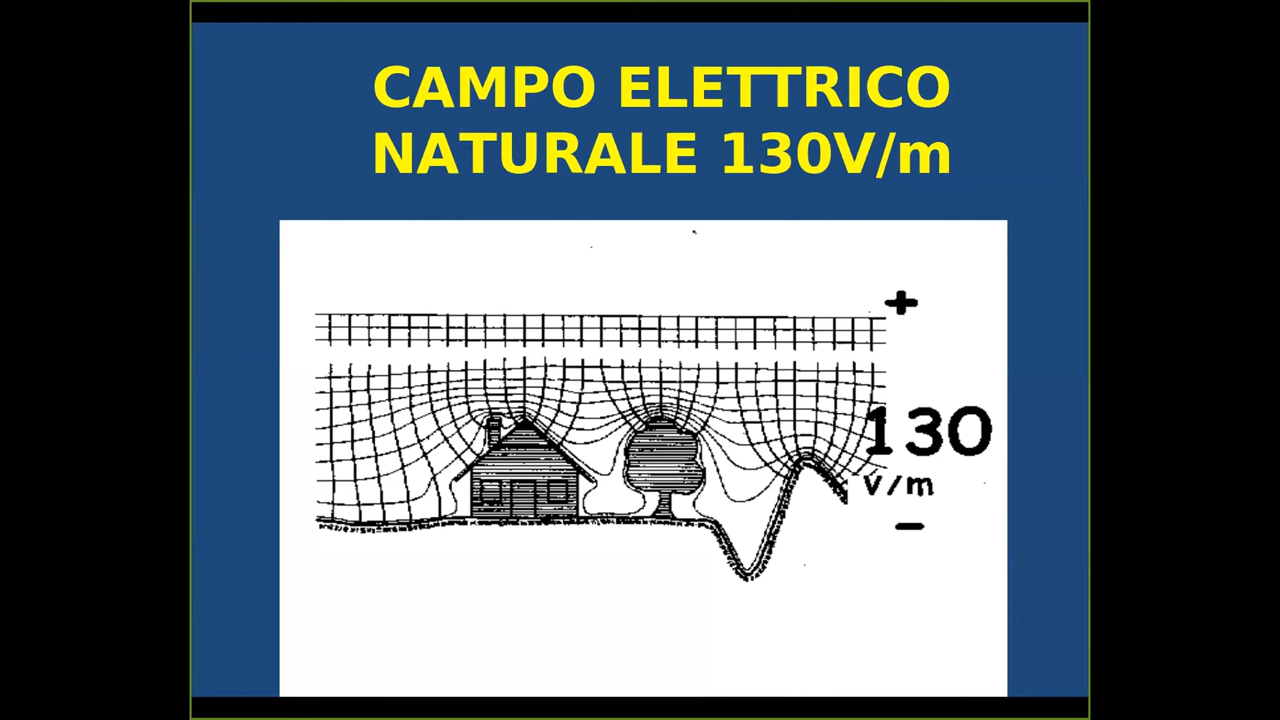 CAMPO ELETTRICO
NATURALE 130V/m
+
130
V/m
−